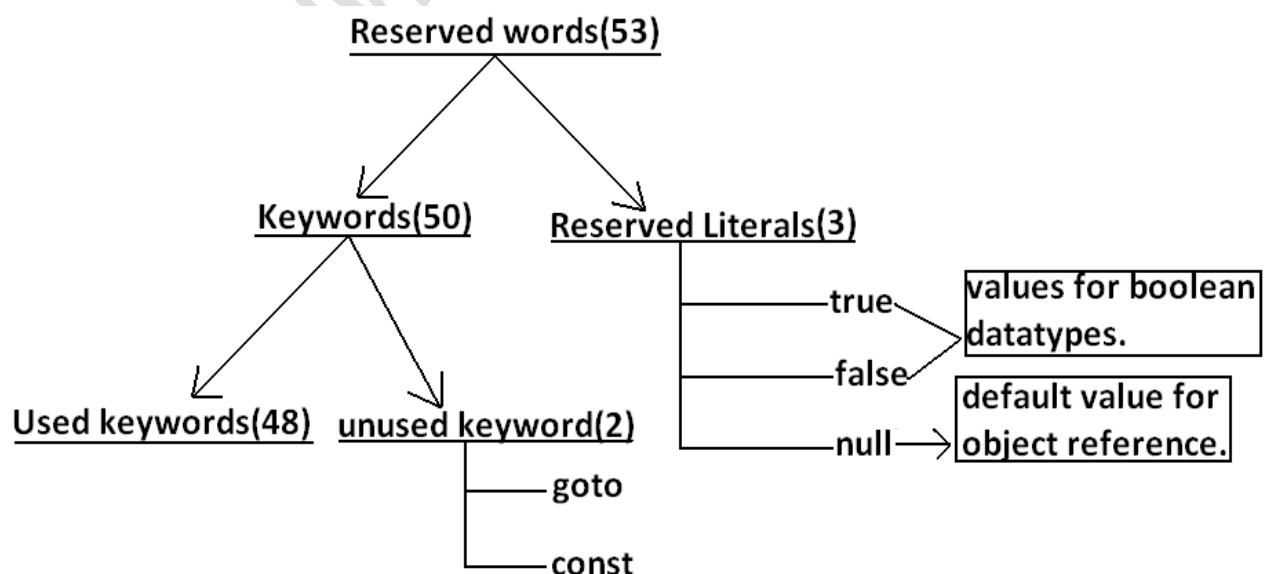 Reserved words(53)
Keywords(50)
Reserved Literals(3)
true
values for boolean
datatypes.
false
default value for
null
object reference.
Used keywords(48)
unused keyword(2)
goto
const